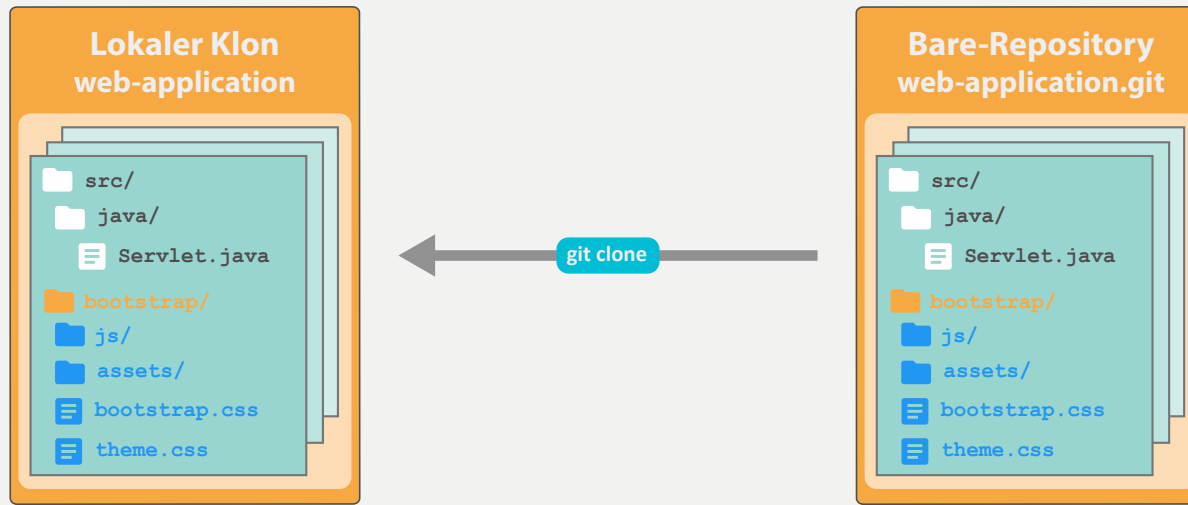 Lokaler Klon
web-application
src/
java/
Servlet.java
bootstrap/
js/
assets/
bootstrap.css
theme.css
git clone
Bare-Repository
web-application.git
src/
java/
Servlet.java
bootstrap/
js/
assets/
bootstrap.css
theme.css